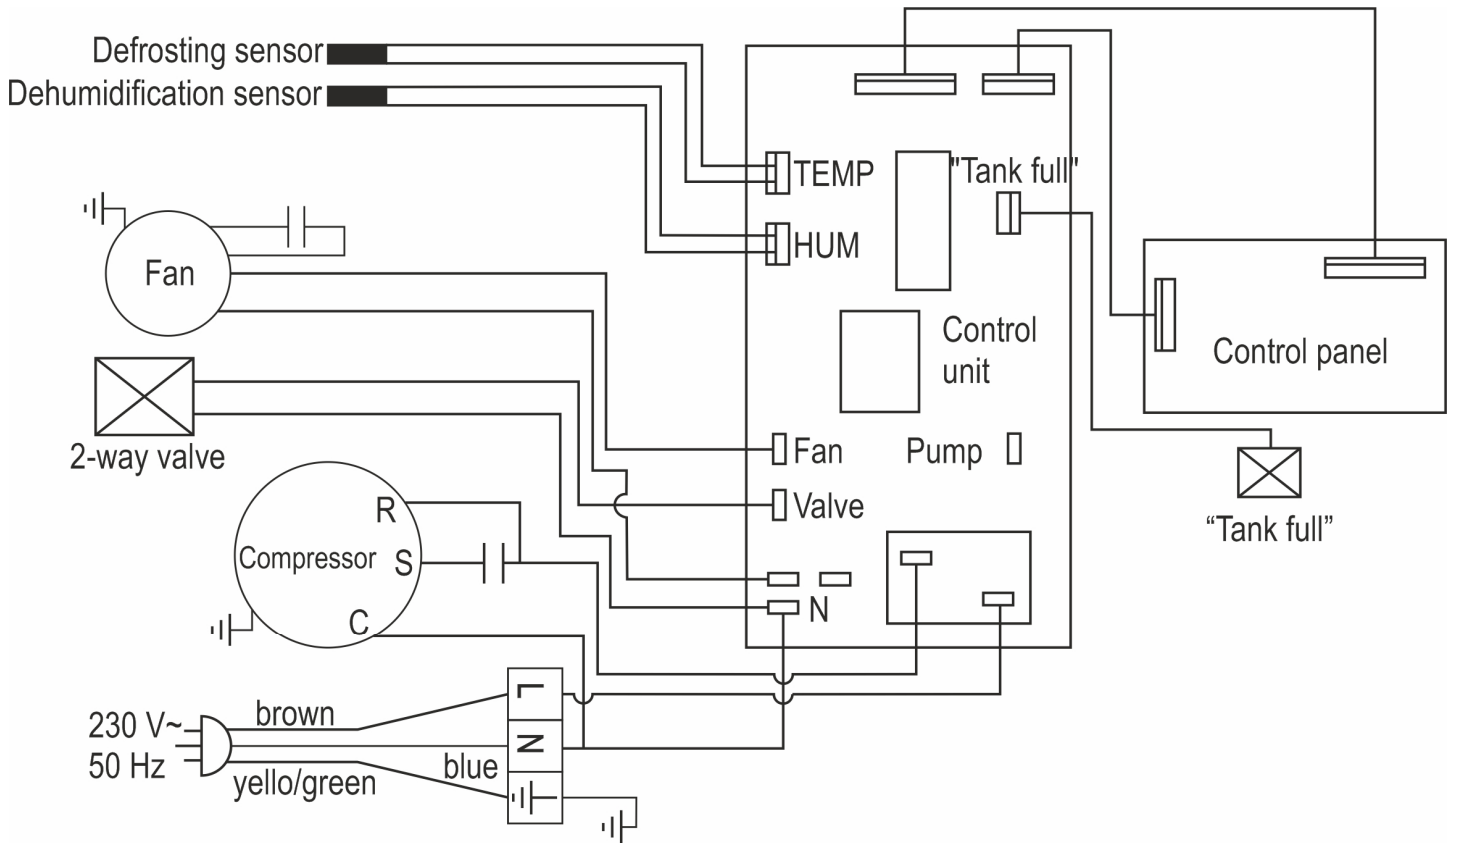 Defrosting sensor
Dehumidification sensor
TEMP
"Tank full"
HUM
Fan
Control
unit
Control panel
2-way valve
Fan
Pump
Valve
“Tank full”
R
Compressor
S
C
N
L
230 V~
brown
N
50 Hz
blue
yello/green